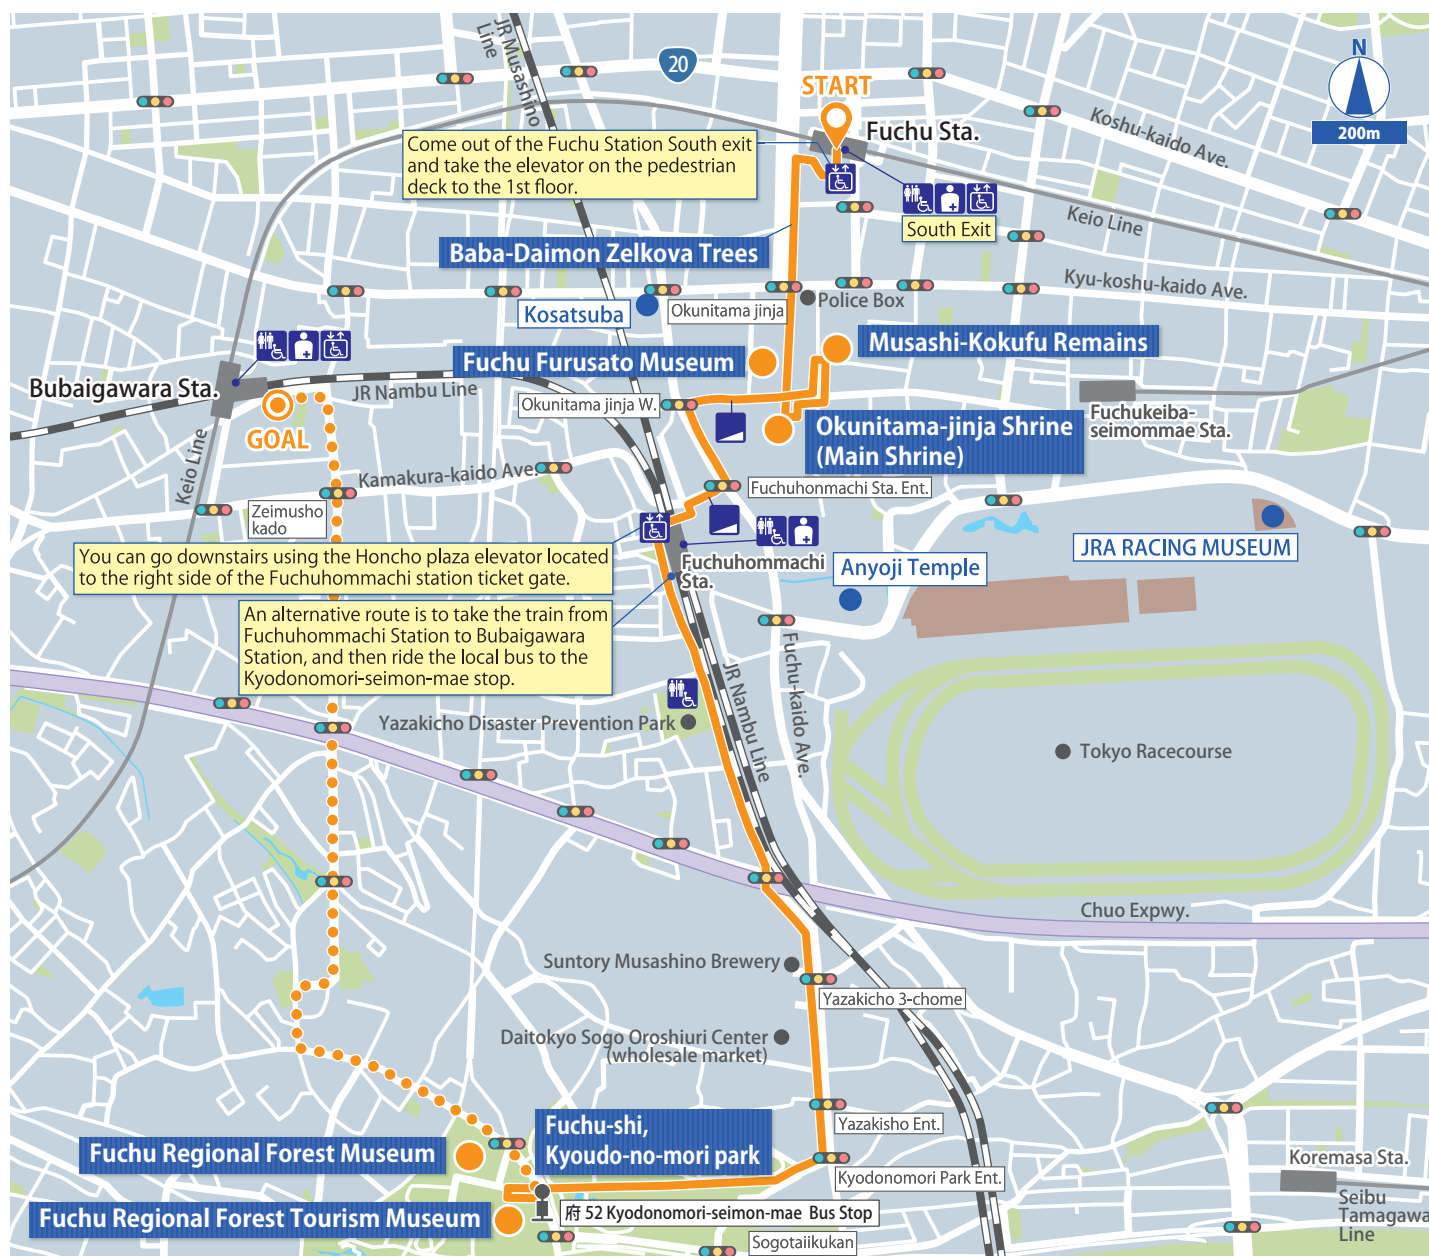 JR Musashino
Line
20
START
Fuchu Sta.
N
200m
Koshu-kaido Ave.
Come out of the Fuchu Station South exit
and take the elevator on the pedestrian
deck to the 1st floor.
South Exit
Keio Line
Baba-Daimon Zelkova Trees
Kyu-koshu-kaido Ave.
Kosatsuba
Okunitama jinja
Police Box
Fuchu Furusato Museum
Musashi-Kokufu Remains
Bubaigawara Sta.
JR Nambu Line
Okunitama jinja W.
Fuchukeiba-
seimommae Sta.
GOAL
Okunitama-jinja Shrine
(Main Shrine)
Keio Line
Kamakura-kaido Ave.
Fuchuhonmachi Sta. Ent.
Zeimusho
kado
You can go downstairs using the Honcho plaza elevator located
to the right side of the Fuchuhommachi station ticket gate.
Fuchuhommachi
Sta.
Anyoji Temple
JRA RACING MUSEUM
An alternative route is to take the train from
Fuchuhommachi Station to Bubaigawara
Station, and then ride the local bus to the
Kyodonomori-seimon-mae stop.
Fuchu-kaido Ave.
JR Nambu Line
Yazakicho Disaster Prevention Park
Tokyo Racecourse
Chuo Expwy.
Suntory Musashino Brewery
Yazakicho 3-chome
Daitokyo Sogo Oroshiuri Center
(wholesale market)
Yazakisho Ent.
Fuchu-shi,
Kyoudo-no-mori park
Fuchu Regional Forest Museum
Kyodonomori Park Ent.
Koremasa Sta.
Fuchu Regional Forest Tourism Museum
府 52 Kyodonomori-seimon-mae Bus Stop
Seibu
Tamagawa
Line
Sogotaiikukan